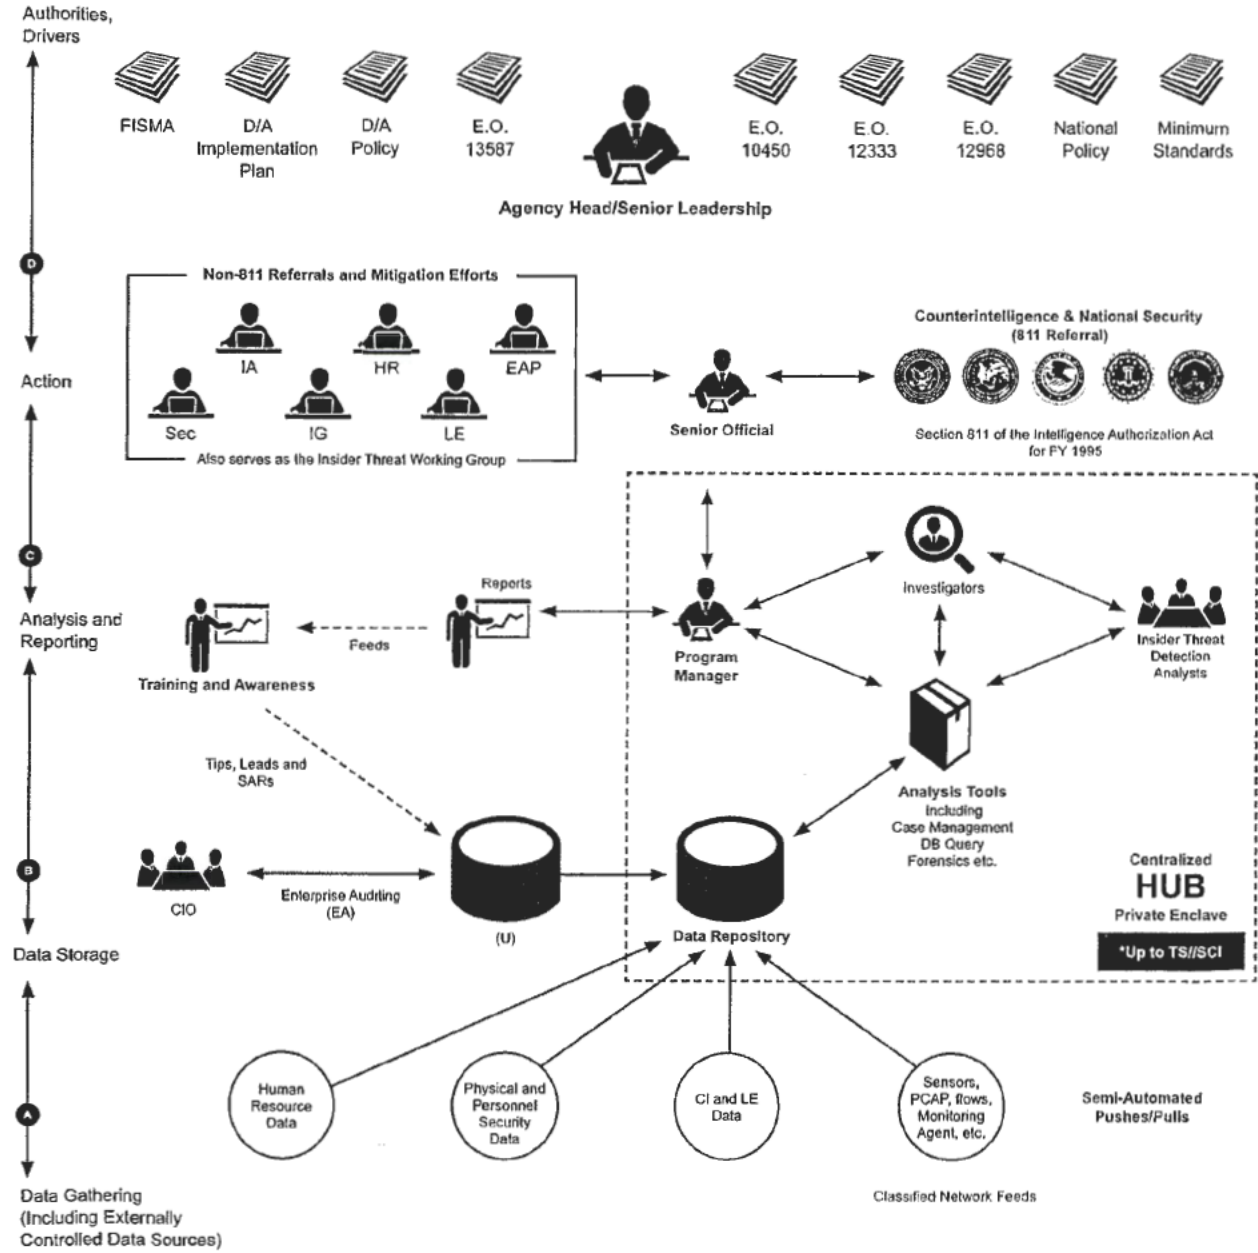 Authorities,
Drivers
FISMA
D/A
Implementation
Plan
D/A
Policy
E.O.
13587
E.O.
10450
E.O.
12333
E.O.
12968
National
Policy
Minimum
Standards
Agency Head/Senior Leadership
D
Non-811 Referrals and Mitigation Efforts
IA
HR
EAP
Sec
IG
LE
Also serves as the Insider Threat Working Group
Action
Senior Official
Counterintelligence & National Security
(811 Referral)
Section 811 of the Intelligence Authorization Act
for FY 1995
C
Analysis and
Reporting
Training and Awareness
Feeds
Reports
Program
Manager
Investigators
Insider Threat
Detection
Analysts
Tips, Leads and
SARs
Analysis Tools
Including
Case Management
DB Query
Forensics etc.
B
CIO
Enterprise Auditing
(EA)
(U)
Data Repository
Centralized
HUB
Private Enclave
*Up to TS//SCI
Data Storage
A
Human
Resource
Data
Physical and
Personnel
Security
Data
CI and LE
Data
Sensors,
PCAP, flows,
Monitoring
Agent, etc.
Semi-Automated
Pushes/Pulls
Classified Network Feeds
Data Gathering
(Including Externally
Controlled Data Sources)